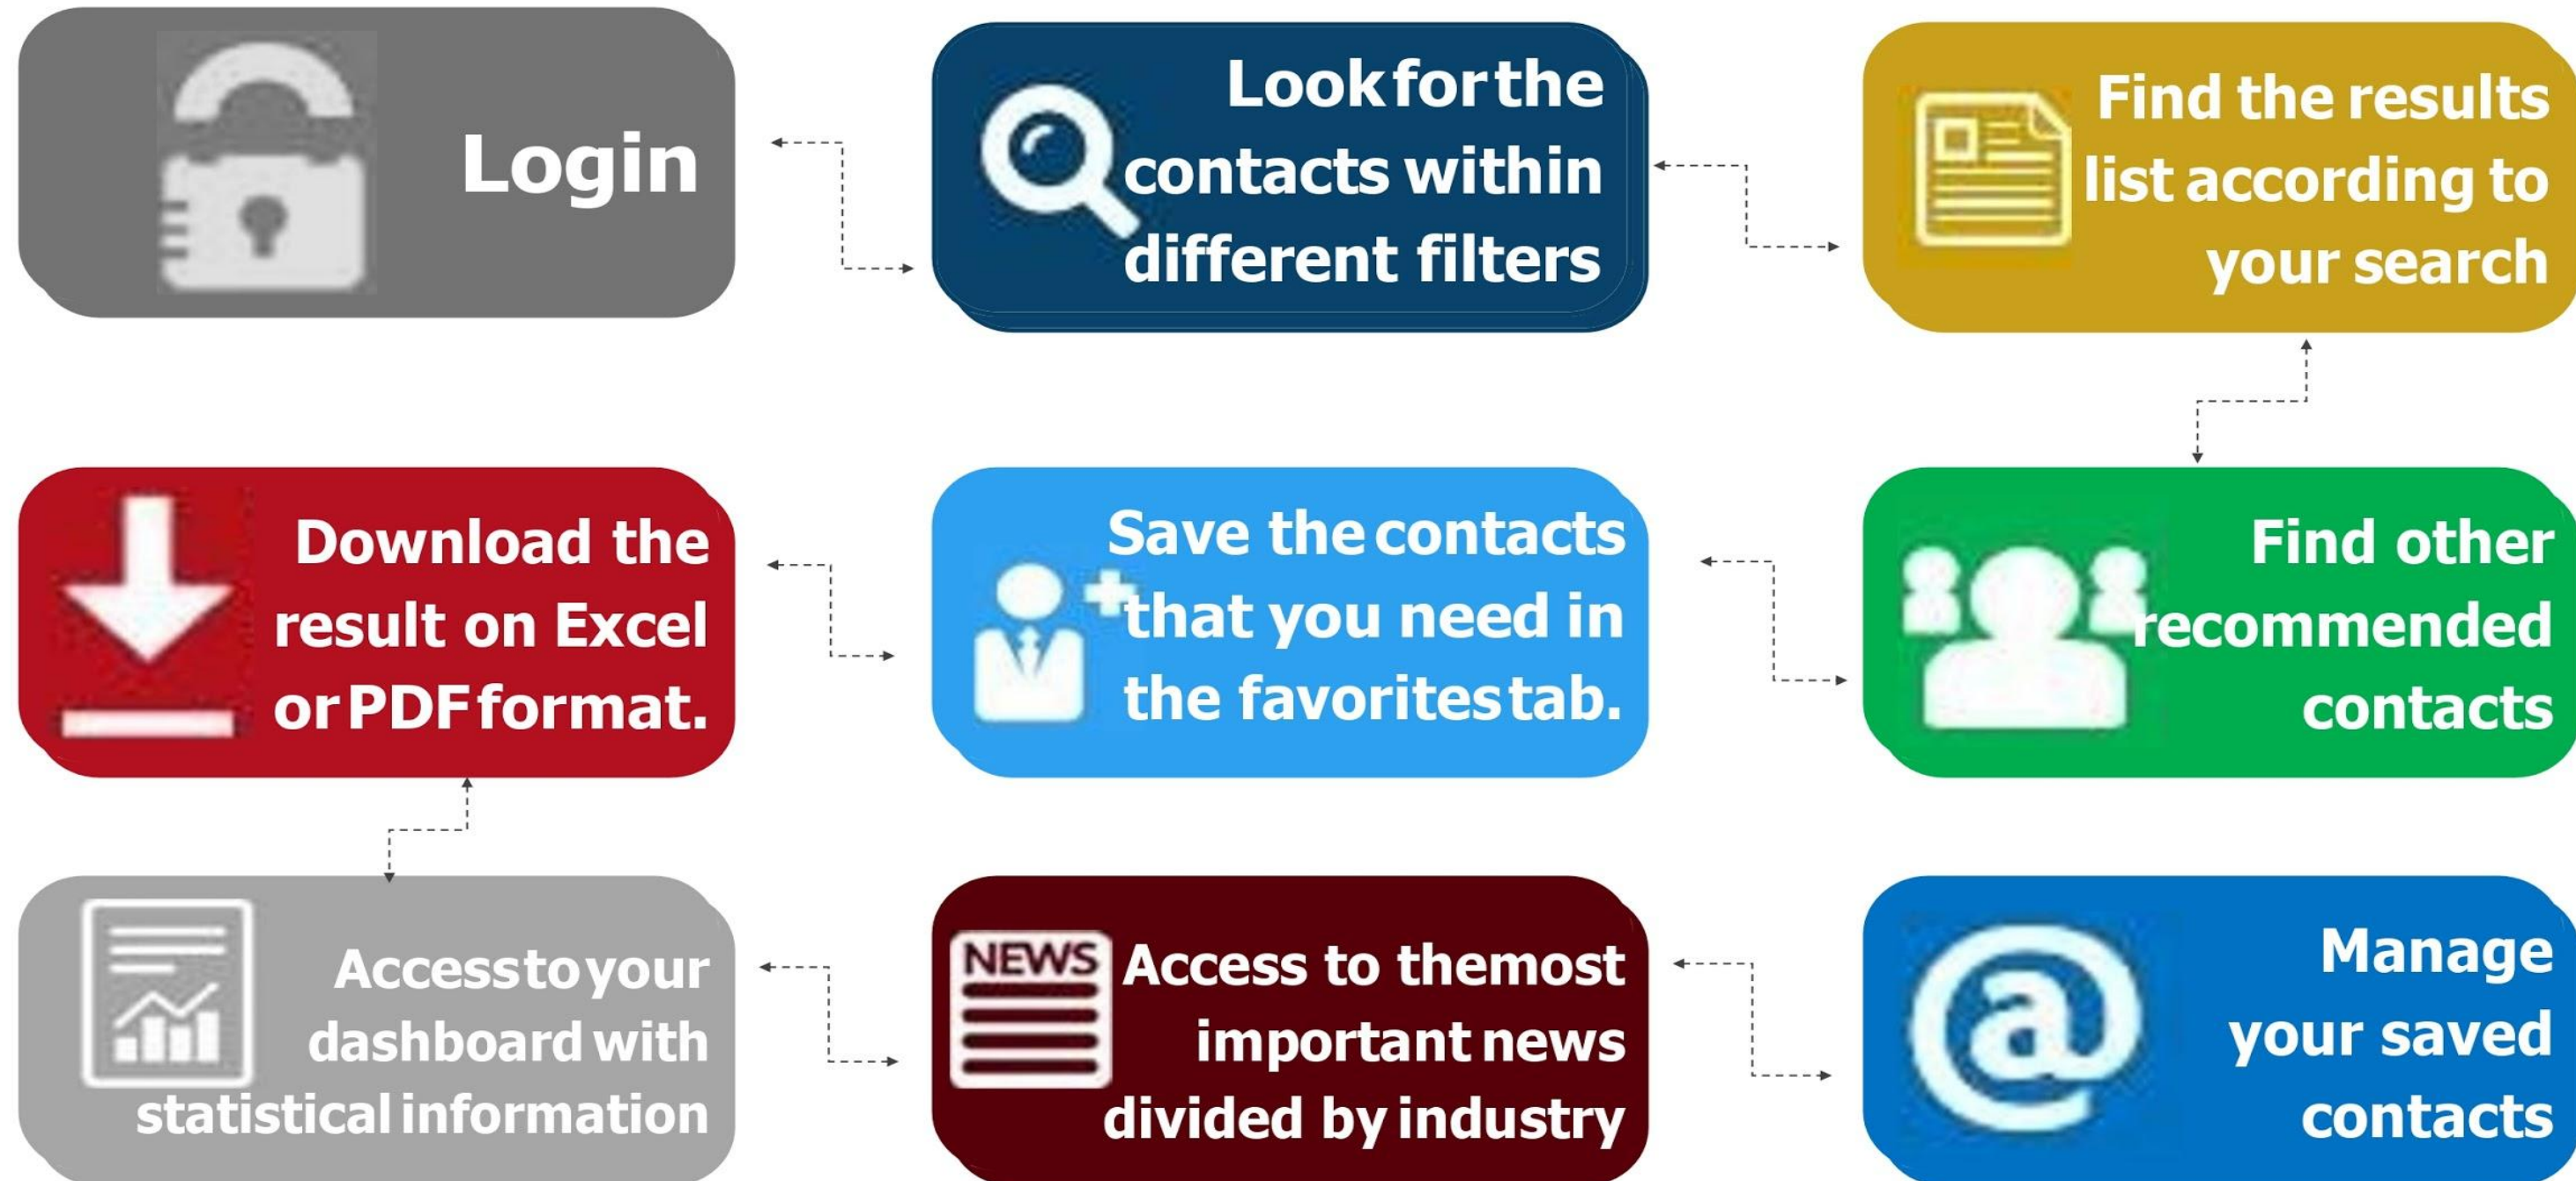 Login
Look for the
contacts within
different filters
Find the results
list according to
your search
Download the
result on Excel
or PDF format.
Save the contacts
that you need in
the favorites tab.
Find other
recommended
contacts
Access to your
dashboard with
statistical information
NEWS
Access to themost
important news
divided by industry
@
Manage
your saved
contacts